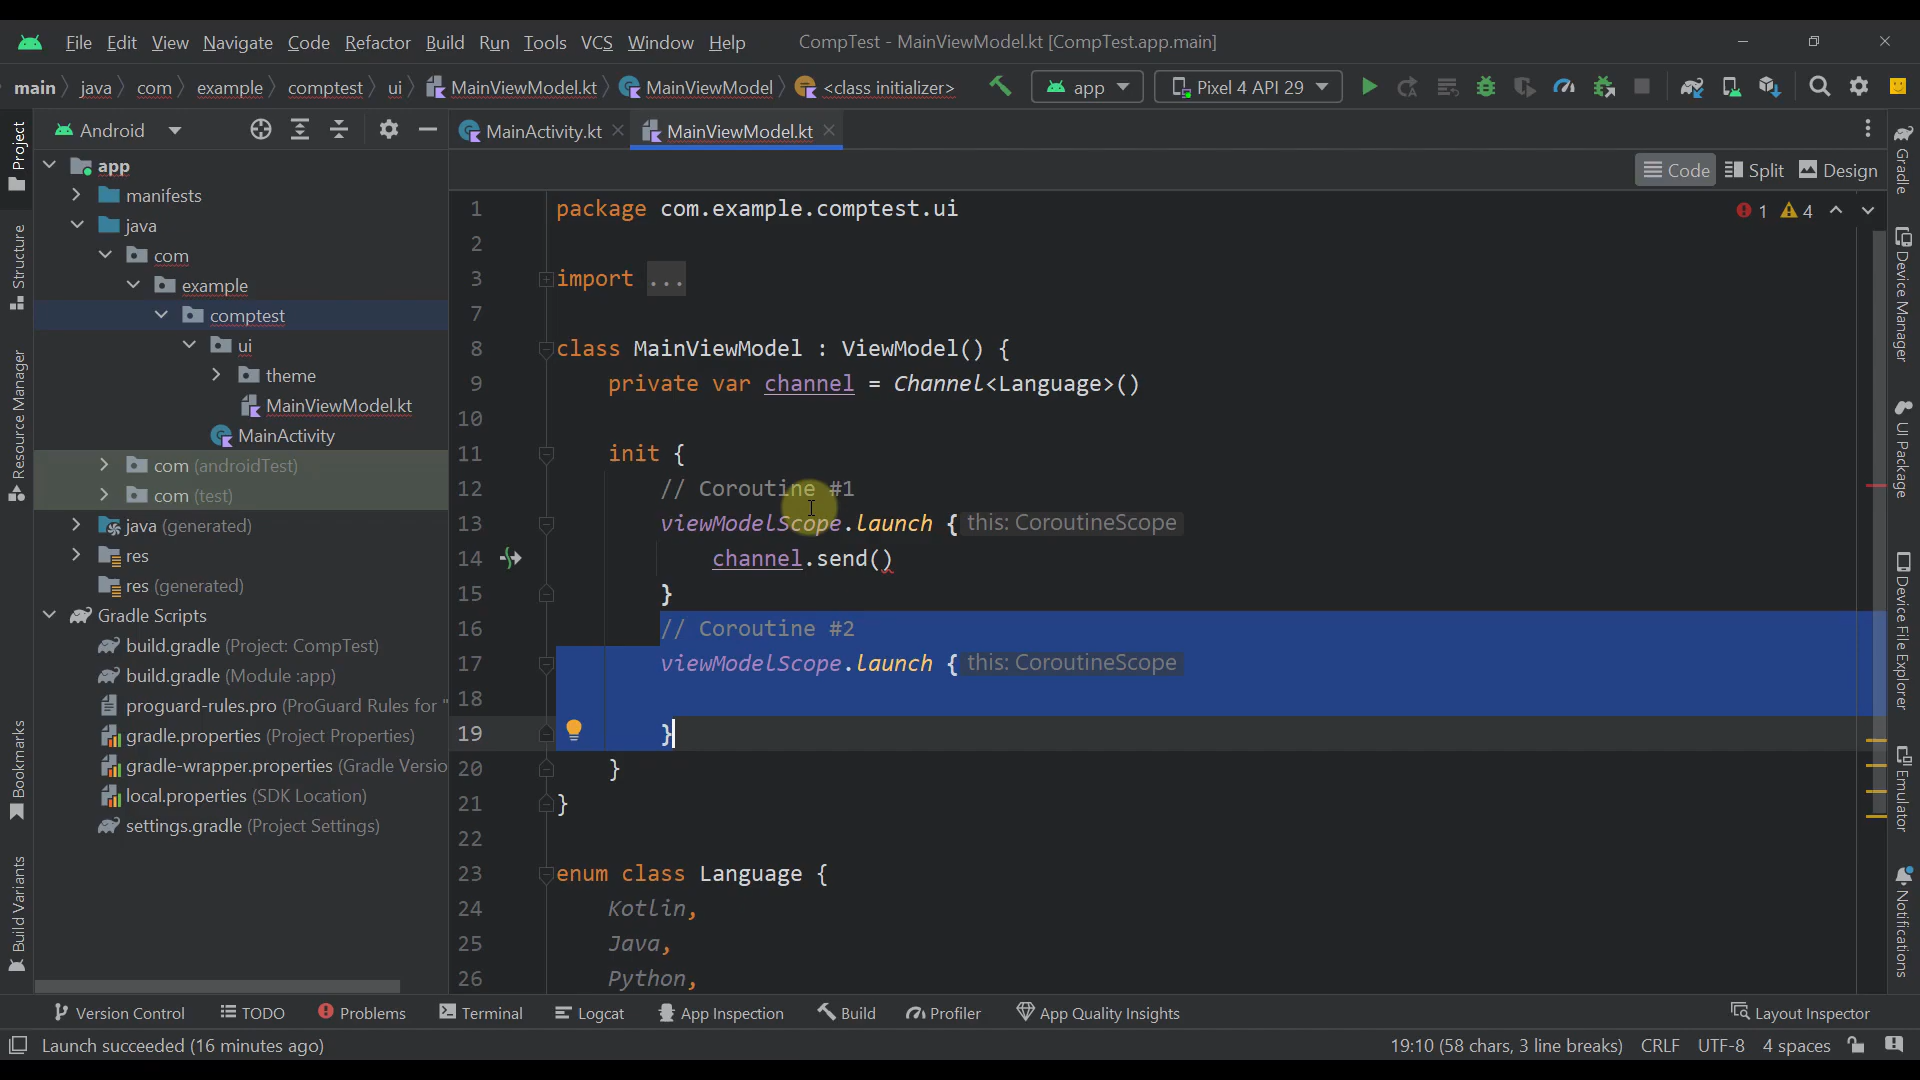 File Edit View Navigate Code Refactor Build Run Tools VCS Window Help CompTest - MainViewModel.kt [CompTest.app.main]
main java com example comptest ui MainViewModel.kt MainViewModel <class initializer> app Pixel 4 API 29
Android MainActivity.kt MainViewModel.kt
Code Split Design
Project
Structure
Resource Manager
Bookmarks
Build Variants
app
manifests
java
com
example
comptest
ui
theme
MainViewModel.kt
MainActivity
com (androidTest)
com (test)
java (generated)
res
res (generated)
Gradle Scripts
build.gradle (Project: CompTest)
build.gradle (Module :app)
proguard-rules.pro (ProGuard Rules for "
gradle.properties (Project Properties)
gradle-wrapper.properties (Gradle Versio
local.properties (SDK Location)
settings.gradle (Project Settings)
1 package com.example.comptest.ui
2
3 import ...
7
8 class MainViewModel : ViewModel() {
9 private var channel = Channel<Language>()
10
11 init {
12 // Coroutine #1
13 viewModelScope.launch { this: CoroutineScope
14 channel.send()
15 }
16 // Coroutine #2
17 viewModelScope.launch { this: CoroutineScope
18
19 }
20 }
21 }
22
23 enum class Language {
24 Kotlin,
25 Java,
26 Python,
1 4
Gradle
Device Manager
UI Package
Device File Explorer
Emulator
Notifications
Version Control TODO Problems Terminal Logcat App Inspection Build Profiler App Quality Insights Layout Inspector
Launch succeeded (16 minutes ago) 19:10 (58 chars, 3 line breaks) CRLF UTF-8 4 spaces